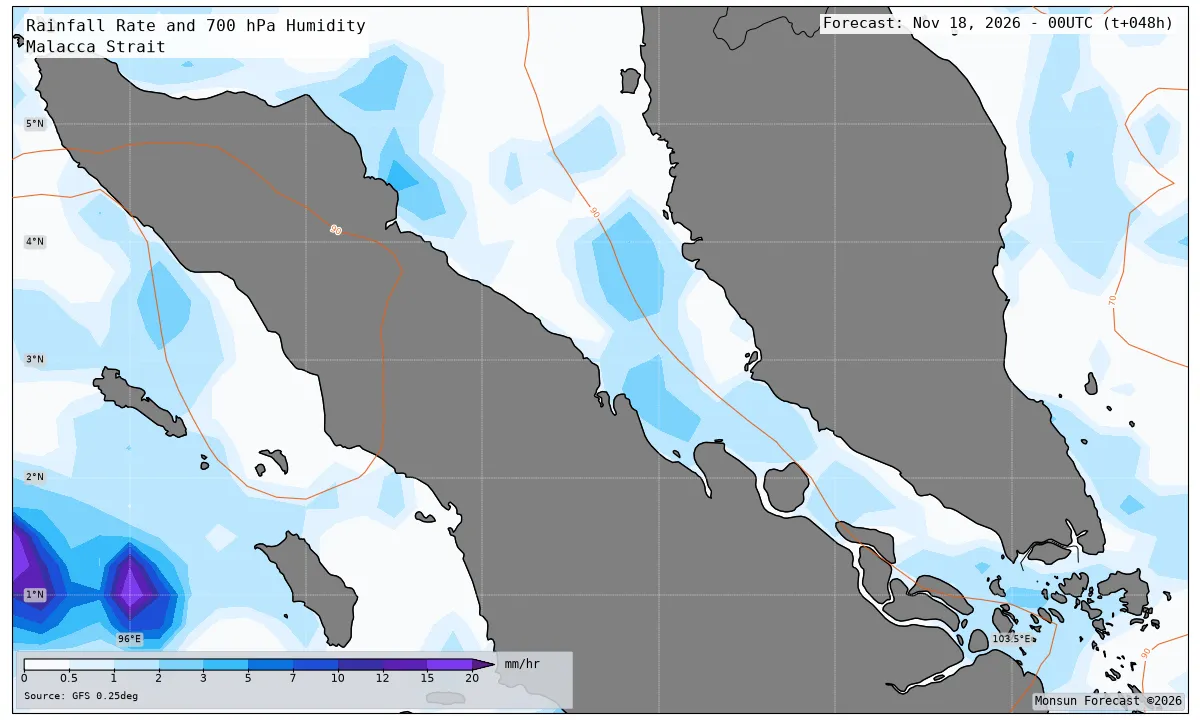 Rainfall Rate and 700 hPa Humidity
Malacca Strait
Forecast: Nov 18, 2026 - 00UTC (t+048h)
5°N
4°N
3°N
2°N
1°N
96°E
103.5°E
90
90
70
90
0 0.5 1 2 3 5 7 10 12 15 20
mm/hr
Source: GFS 0.25deg
Monsun Forecast ©2026